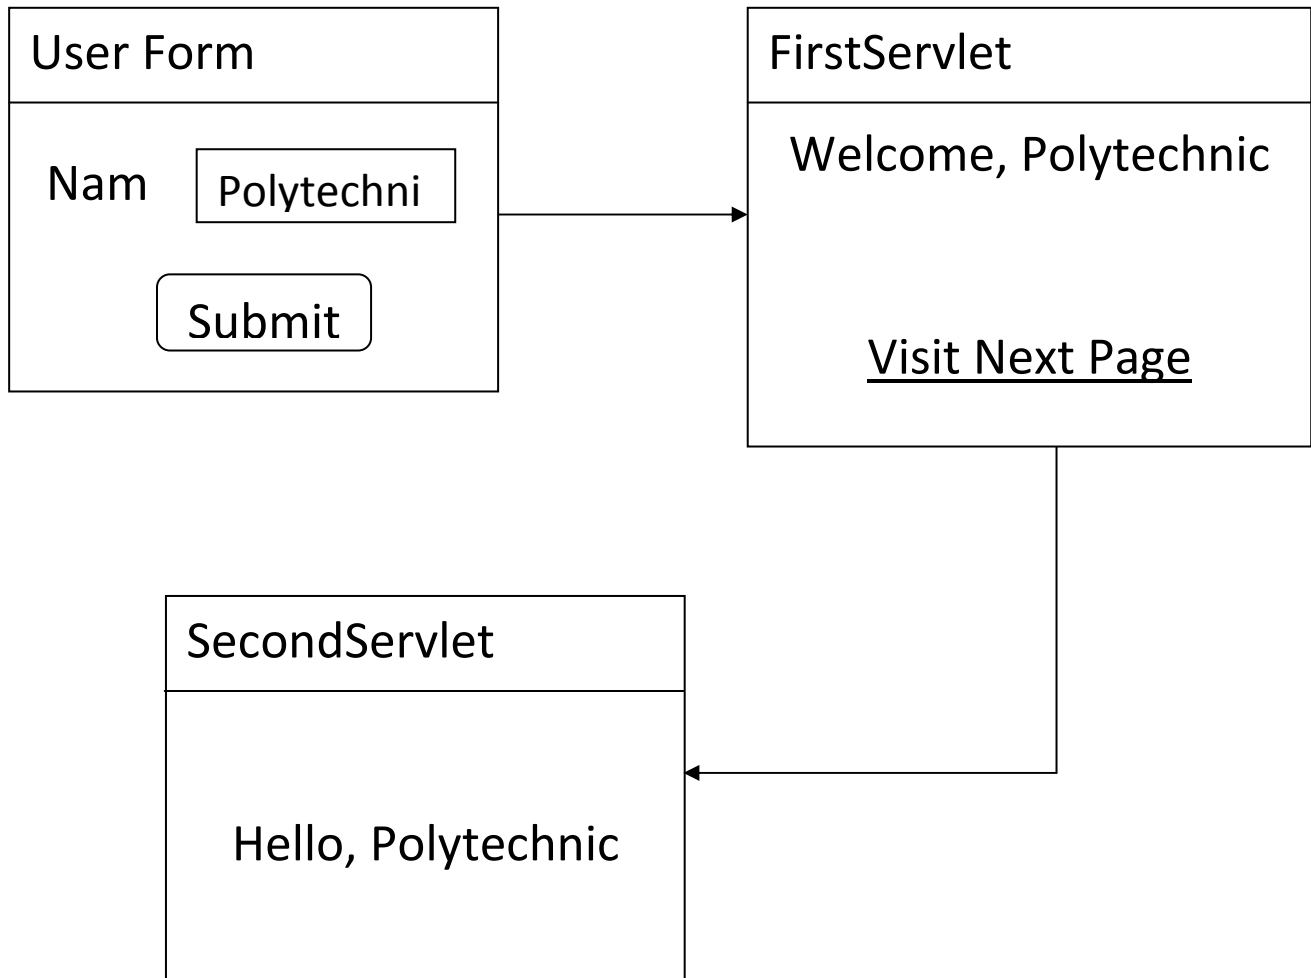 User Form
Nam
Polytechni
Submit
FirstServlet
Welcome, Polytechnic
Visit Next Page
SecondServlet
Hello, Polytechnic